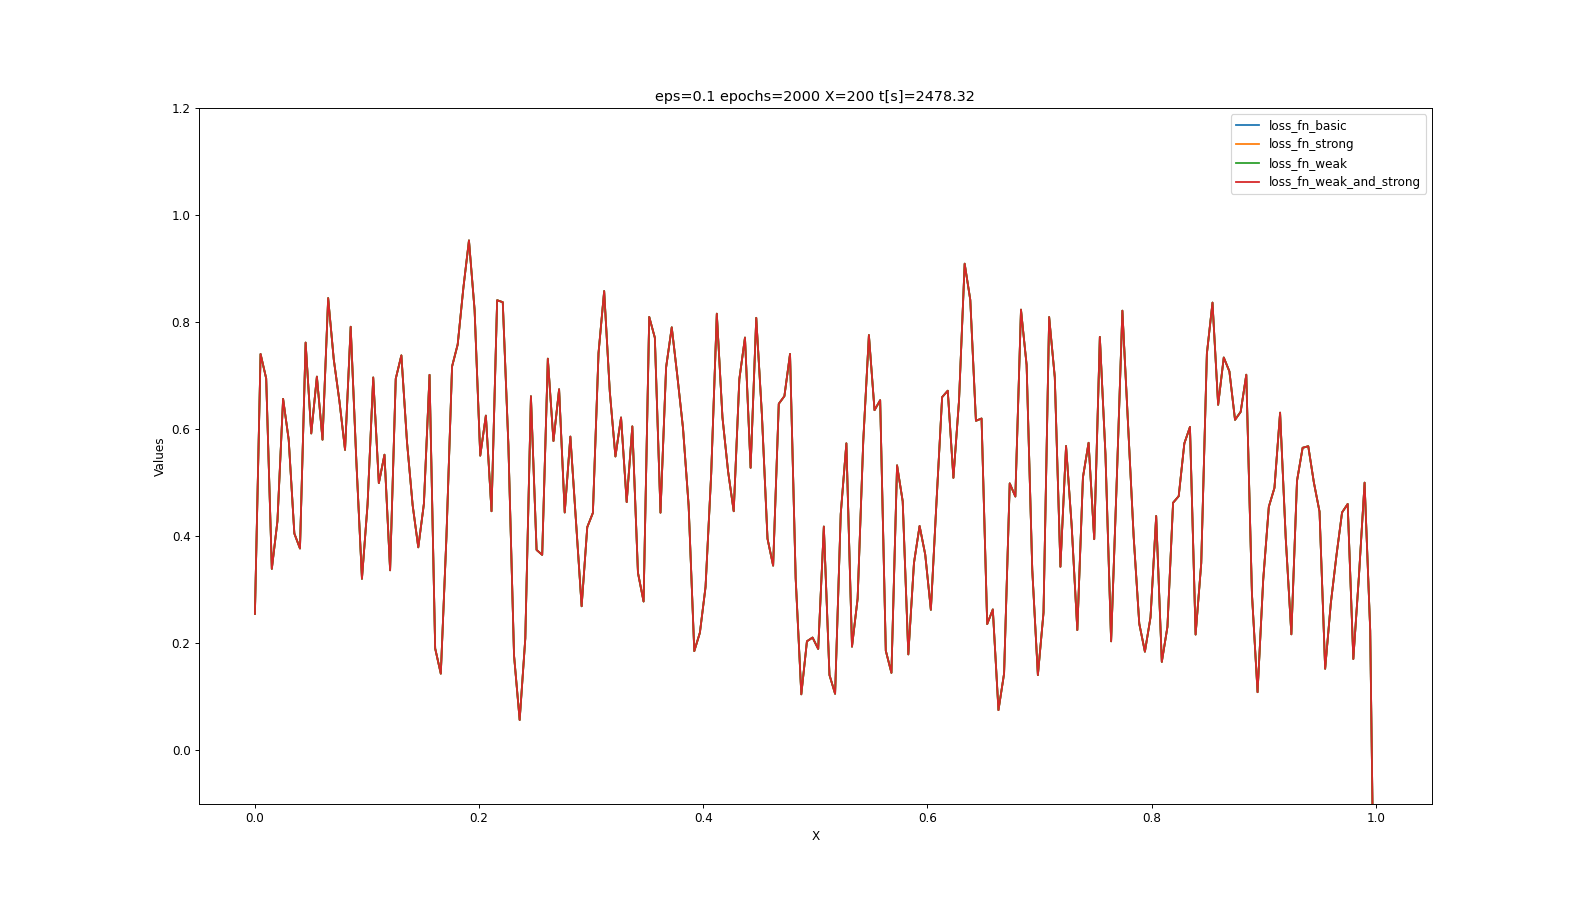 eps=0.1 epochs=2000 X=200 t[s]=2478.32
1.2
1.0
0.8
0.6
0.4
0.2
0.0
Values
loss_fn_basic
loss_fn_strong
loss_fn_weak
loss_fn_weak_and_strong
0.0 0.2 0.4 0.6 0.8 1.0
X